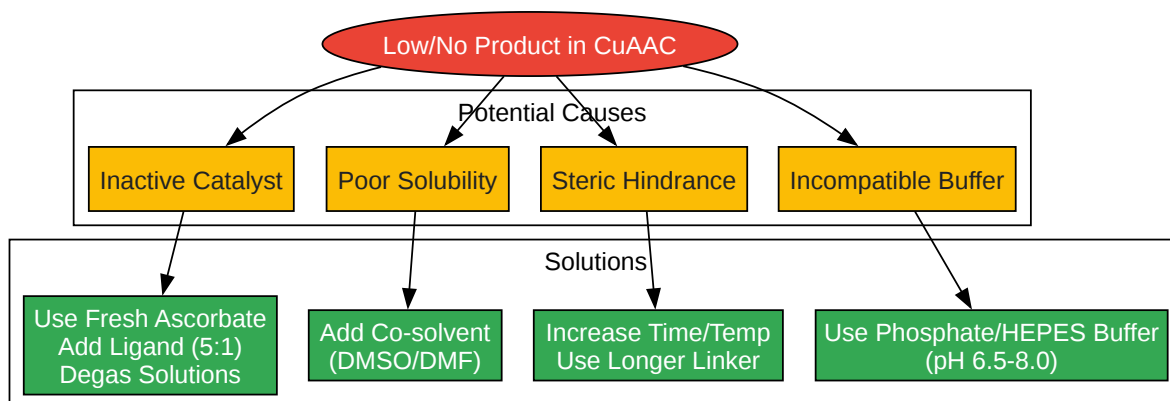 Low/No Product in CuAAC
Potential Causes
Inactive Catalyst
Poor Solubility
Steric Hindrance
Incompatible Buffer
Solutions
Use Fresh Ascorbate
Add Ligand (5:1)
Degas Solutions
Add Co-solvent
(DMSO/DMF)
Increase Time/Temp
Use Longer Linker
Use Phosphate/HEPES Buffer
(pH 6.5-8.0)